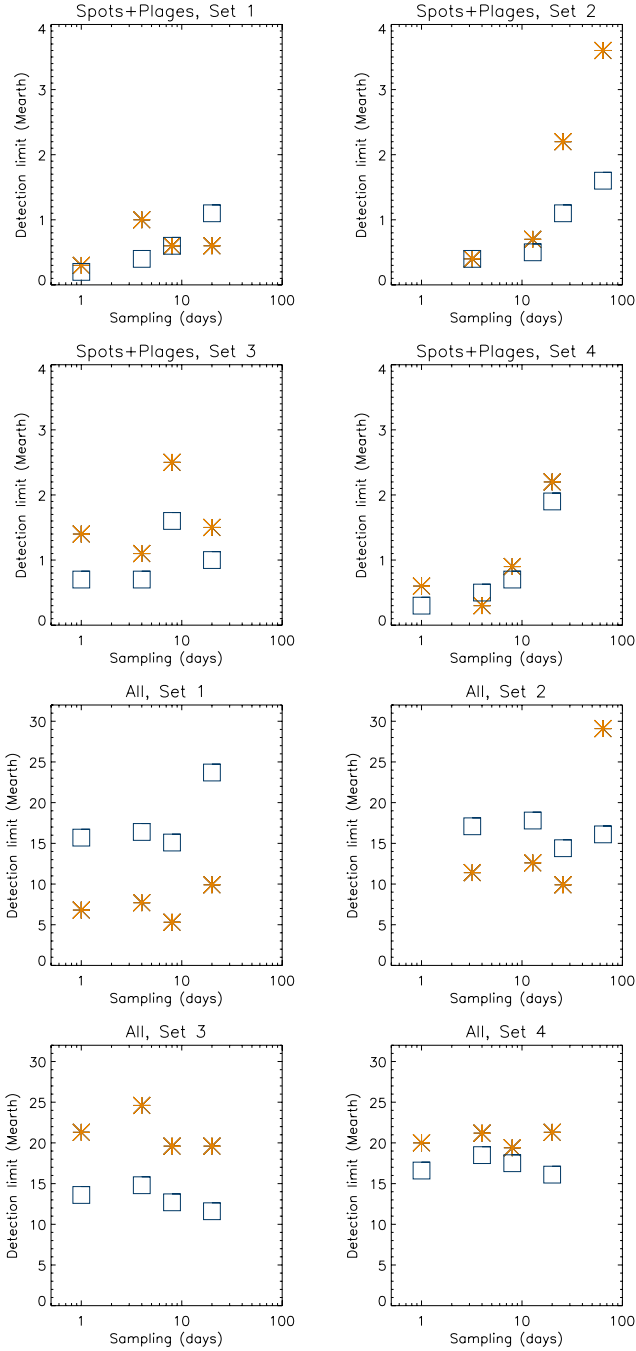 Spots+Plages, Set 1
Detection limit (Mearth)
4
3
2
1
0
1 10 100
Sampling (days)
Spots+Plages, Set 2
Detection limit (Mearth)
4
3
2
1
0
1 10 100
Sampling (days)
Spots+Plages, Set 3
Detection limit (Mearth)
4
3
2
1
0
1 10 100
Sampling (days)
Spots+Plages, Set 4
Detection limit (Mearth)
4
3
2
1
0
1 10 100
Sampling (days)
All, Set 1
Detection limit (Mearth)
30
25
20
15
10
5
0
1 10 100
Sampling (days)
All, Set 2
Detection limit (Mearth)
30
25
20
15
10
5
0
1 10 100
Sampling (days)
All, Set 3
Detection limit (Mearth)
30
25
20
15
10
5
0
1 10 100
Sampling (days)
All, Set 4
Detection limit (Mearth)
30
25
20
15
10
5
0
1 10 100
Sampling (days)